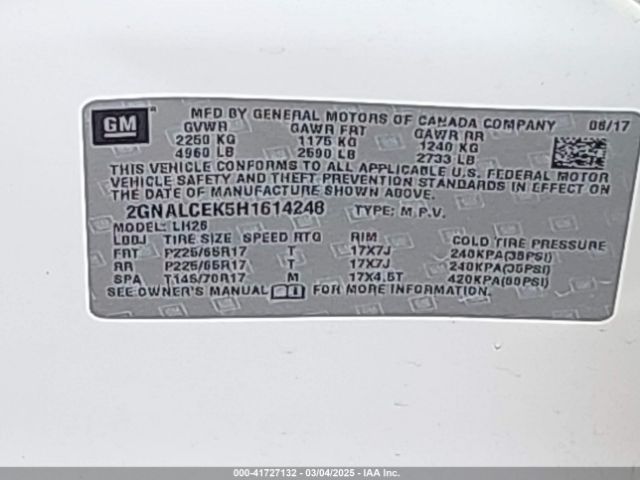 GM
MFD BY GENERAL MOTORS OF CANADA COMPANY 06/17
GVWR GAWR FRT GAWR RR
2250 KG 1175 KG 1240 KG
4960 LB 2590 LB 2733 LB
THIS VEHICLE CONFORMS TO ALL APPLICABLE U.S. FEDERAL MOTOR
VEHICLE SAFETY AND THEFT PREVENTION STANDARDS IN EFFECT ON
THE DATE OF MANUFACTURE SHOWN ABOVE.
2GNALCEK5H1614248 TYPE: M.P.V.
MODEL: LH26
TIRE SIZE SPEED RTG RIM COLD TIRE PRESSURE
FRT P225/65R17 T 17X7J 240KPA(35PSI)
RR P225/65R17 T 17X7J 240KPA(35PSI)
SPA T145/70R17 M 17X4.5T 420KPA(60PSI)
SEE OWNER'S MANUAL FOR MORE INFORMATION.
000-41727132 — 03/04/2025 — IAA Inc.